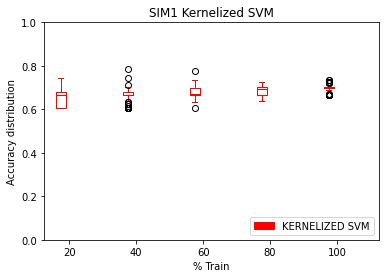 SIM1 Kernelized SVM
Accuracy distribution
1.0
0.8
0.6
0.4
0.2
0.0
KERNELIZED SVM
20 40 60 80 100
% Train